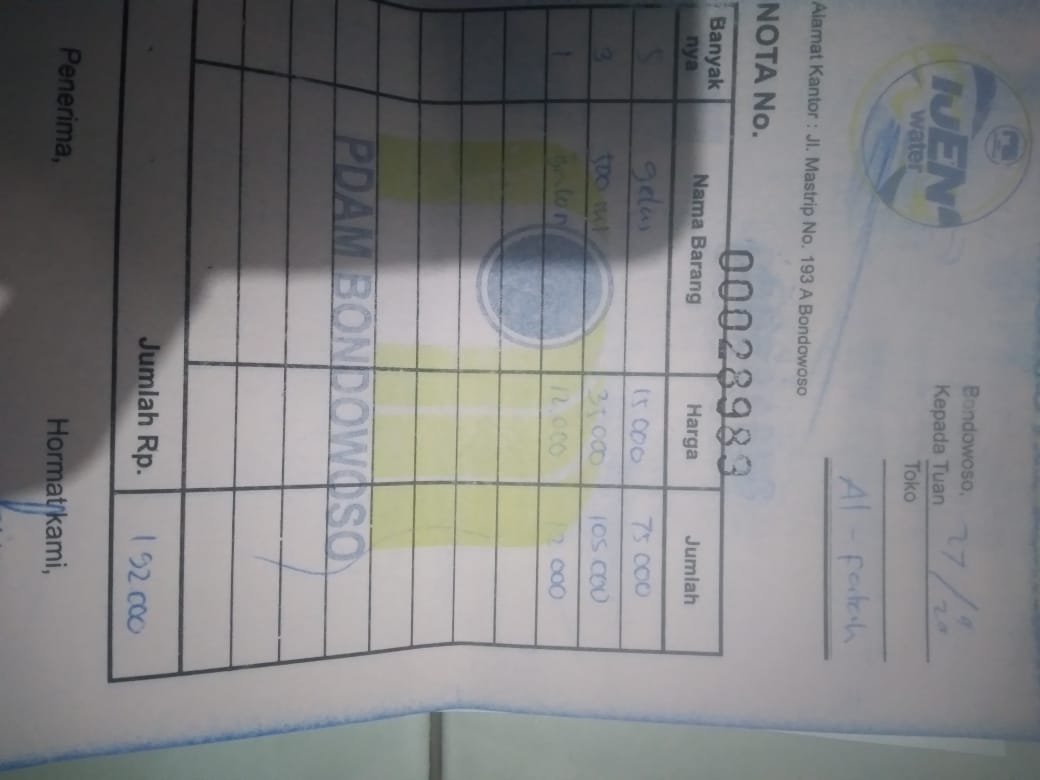 IJEN
water
Bondowoso, 27/9 20
Kepada Tuan
Toko
Al - Fatah
Alamat Kantor : Jl. Mastrip No. 193 A Bondowoso
NOTA No. 00028989
Banyak nya Nama Barang Harga Jumlah
5 gelas 15 000 75 000
3 500 ml 35 000 105 000
1 galon 12.000 12 000
PDAM BONDOWOSO
Jumlah Rp. 192.000
Penerima, Hormat kami,